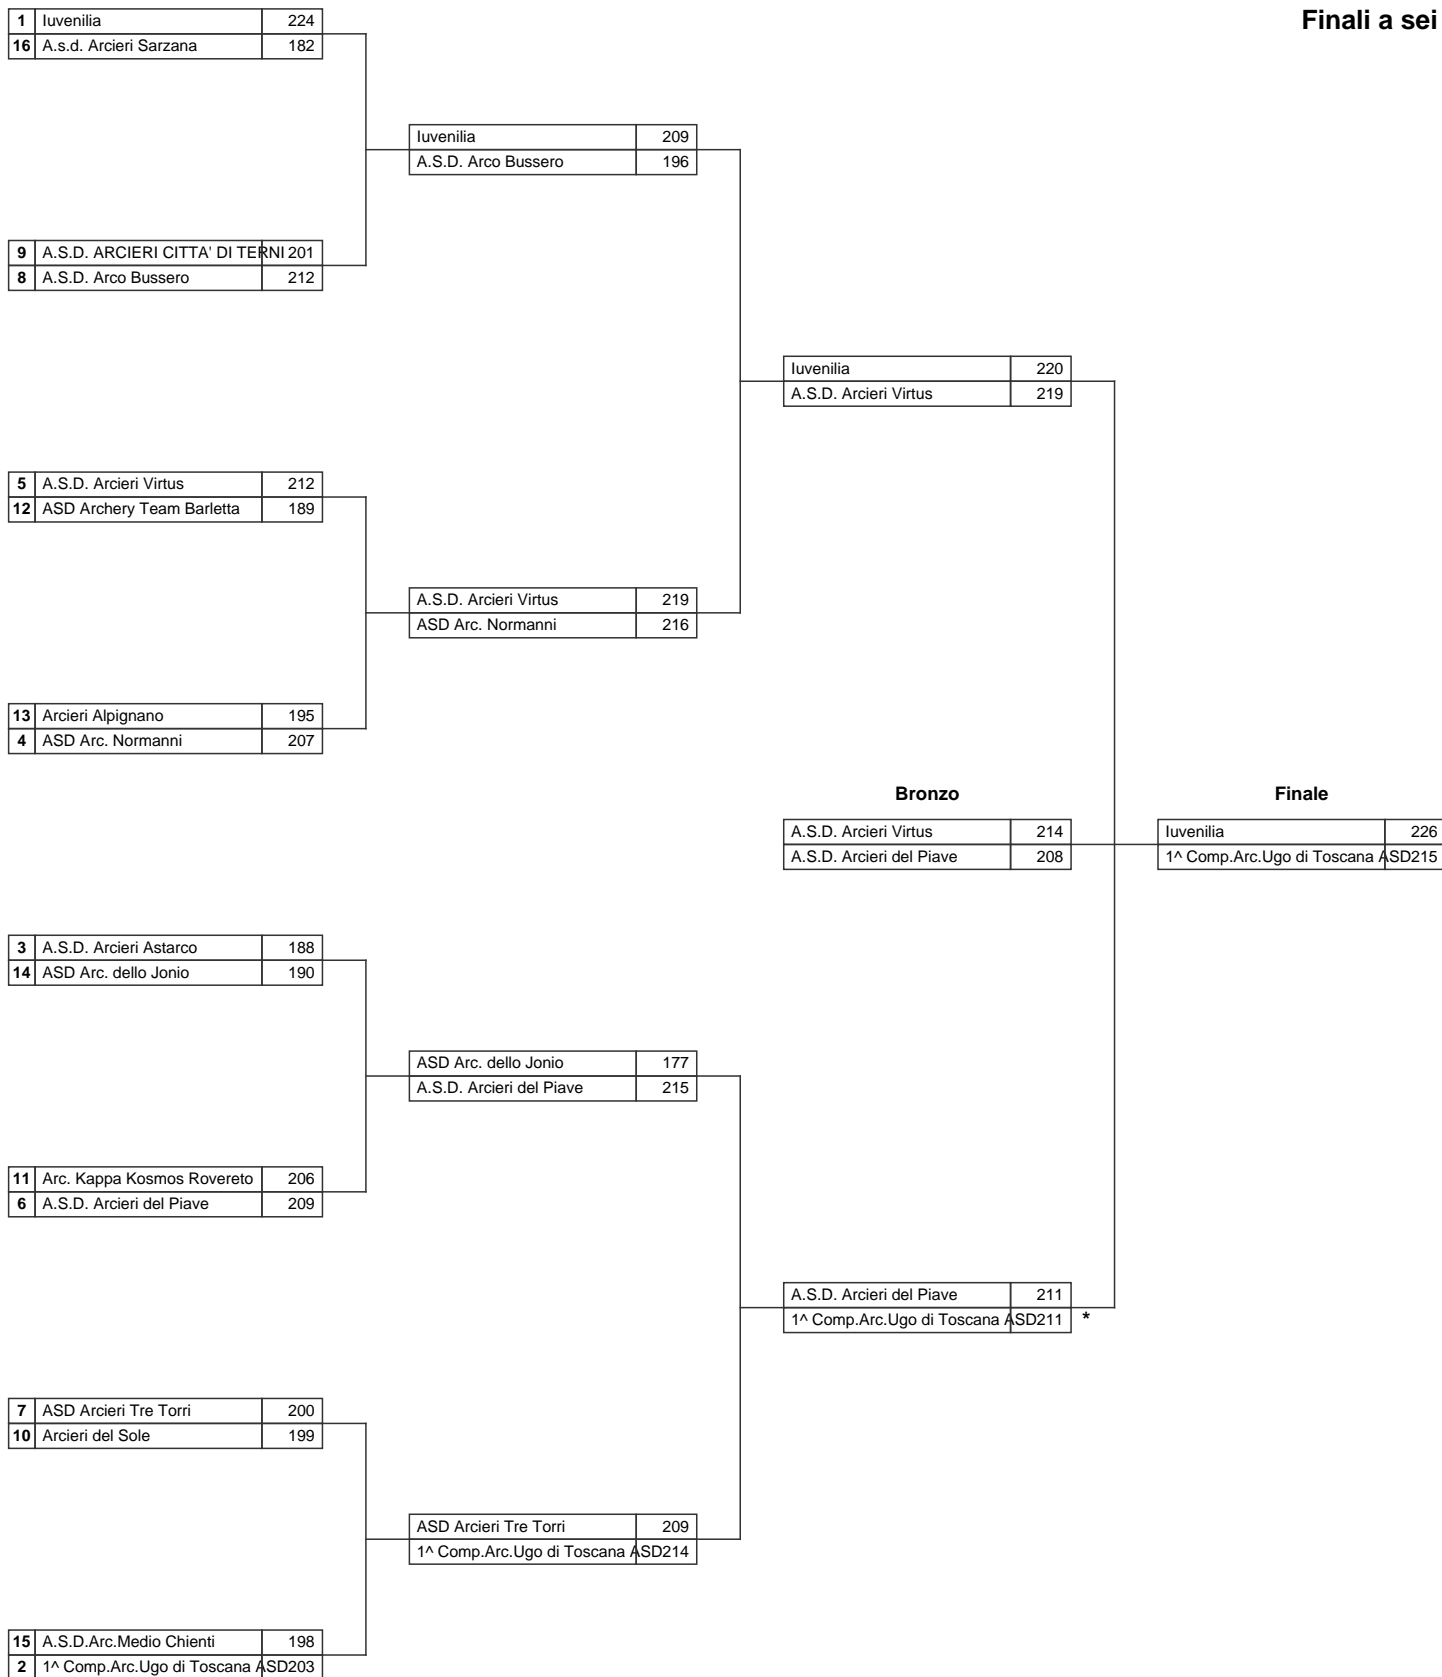 Finali a sei
1 Iuvenilia 224
16 A.s.d. Arcieri Sarzana 182
Iuvenilia 209
A.S.D. Arco Bussero 196
9 A.S.D. ARCIERI CITTA' DI TERNI 201
8 A.S.D. Arco Bussero 212
Iuvenilia 220
A.S.D. Arcieri Virtus 219
5 A.S.D. Arcieri Virtus 212
12 ASD Archery Team Barletta 189
A.S.D. Arcieri Virtus 219
ASD Arc. Normanni 216
13 Arcieri Alpignano 195
4 ASD Arc. Normanni 207
Bronzo
Finale
A.S.D. Arcieri Virtus 214
A.S.D. Arcieri del Piave 208
Iuvenilia 226
1^ Comp.Arc.Ugo di Toscana ASD 215
3 A.S.D. Arcieri Astarco 188
14 ASD Arc. dello Jonio 190
ASD Arc. dello Jonio 177
A.S.D. Arcieri del Piave 215
11 Arc. Kappa Kosmos Rovereto 206
6 A.S.D. Arcieri del Piave 209
A.S.D. Arcieri del Piave 211
1^ Comp.Arc.Ugo di Toscana ASD 211 *
7 ASD Arcieri Tre Torri 200
10 Arcieri del Sole 199
ASD Arcieri Tre Torri 209
1^ Comp.Arc.Ugo di Toscana ASD 214
15 A.S.D.Arc.Medio Chienti 198
2 1^ Comp.Arc.Ugo di Toscana ASD 203